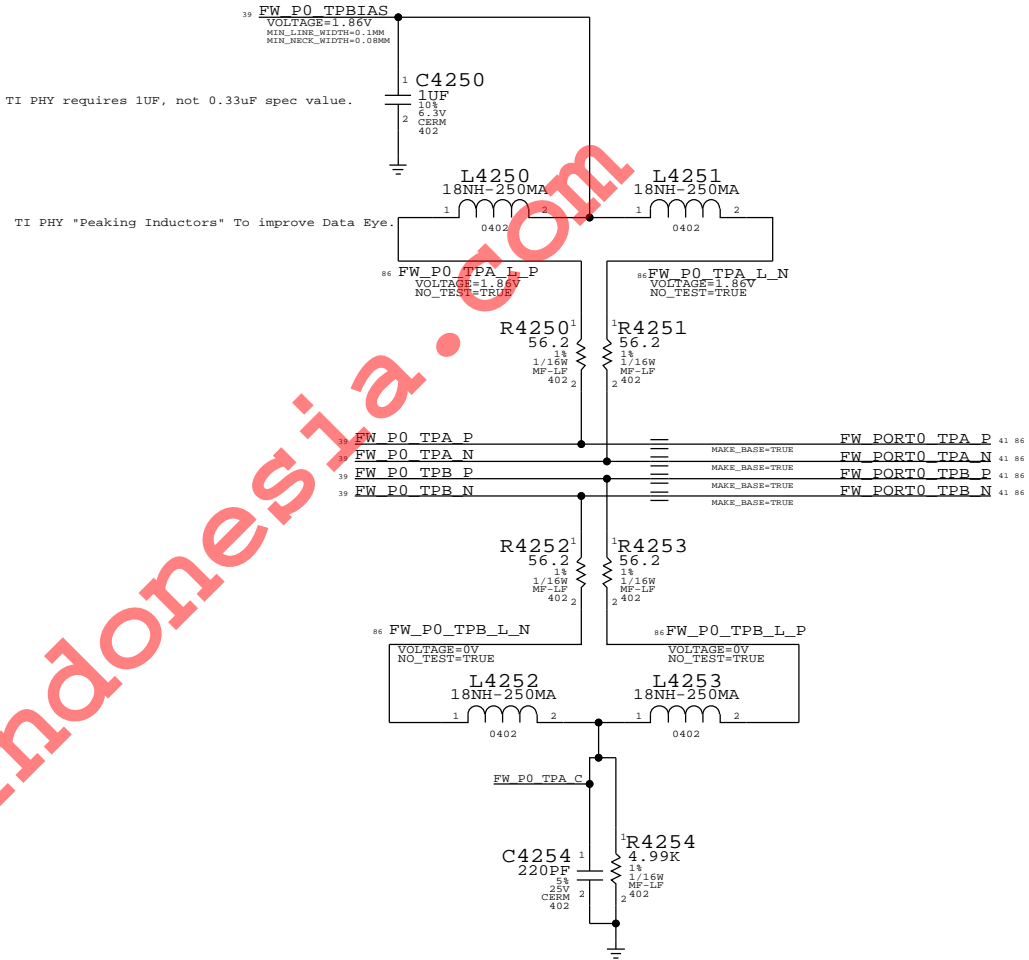 39 FW_P0_TPBIAS
VOLTAGE=1.86V
MIN_LINE_WIDTH=0.1MM
MIN_NECK_WIDTH=0.08MM
TI PHY requires 1UF, not 0.33uF spec value.
1 C4250
1UF
10%
6.3V
2 CERM
402
L4250
18NH-250MA
1 2
0402
L4251
18NH-250MA
1 2
0402
TI PHY "Peaking Inductors" To improve Data Eye.
86 FW_P0_TPA_L_P
VOLTAGE=1.86V
NO_TEST=TRUE
86 FW_P0_TPA_L_N
VOLTAGE=1.86V
NO_TEST=TRUE
R4250 1
56.2
1%
1/16W
MF-LF
402 2
1 R4251
56.2
1%
1/16W
MF-LF
2 402
39 FW_P0_TPA_P
MAKE_BASE=TRUE
FW_PORT0_TPA_P 41 86
39 FW_P0_TPA_N
MAKE_BASE=TRUE
FW_PORT0_TPA_N 41 86
39 FW_P0_TPB_P
MAKE_BASE=TRUE
FW_PORT0_TPB_P 41 86
39 FW_P0_TPB_N
MAKE_BASE=TRUE
FW_PORT0_TPB_N 41 86
R4252 1
56.2
1%
1/16W
MF-LF
402 2
1 R4253
56.2
1%
1/16W
MF-LF
2 402
86 FW_P0_TPB_L_N
VOLTAGE=0V
NO_TEST=TRUE
86 FW_P0_TPB_L_P
VOLTAGE=0V
NO_TEST=TRUE
L4252
18NH-250MA
1 2
0402
L4253
18NH-250MA
1 2
0402
FW_P0_TPA_C
C4254 1
220PF
5%
25V 2
CERM
402
1 R4254
4.99K
1%
1/16W
MF-LF
2 402
indonesia.com